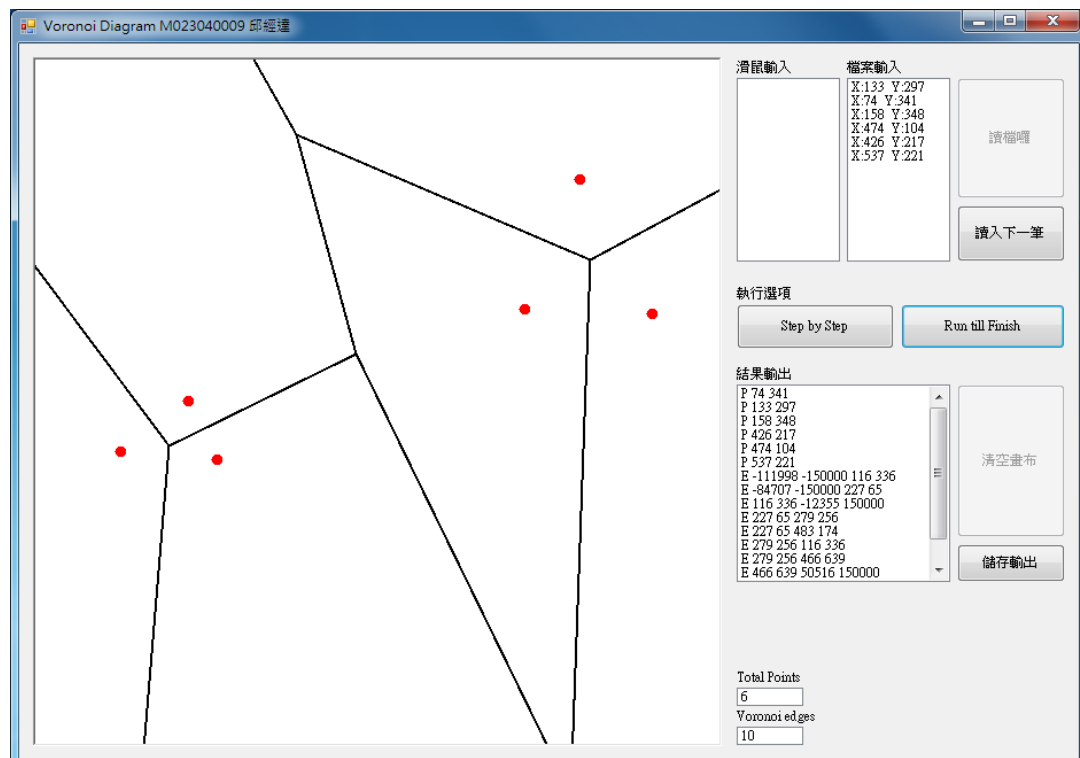 Voronoi Diagram M023040009 邱經達
滑鼠輸入
檔案輸入
X:133 Y:297
X:74 Y:341
X:158 Y:348
X:474 Y:104
X:426 Y:217
X:537 Y:221
讀檔囉
讀入下一筆
執行選項
Step by Step
Run till Finish
結果輸出
P 74 341
P 133 297
P 158 348
P 426 217
P 474 104
P 537 221
E -111998 -150000 116 336
E -84707 -150000 227 65
E 116 336 -12355 150000
E 227 65 279 256
E 227 65 483 174
E 279 256 116 336
E 279 256 466 639
E 466 639 50516 150000
清空畫布
儲存輸出
Total Points
6
Voronoi edges
10